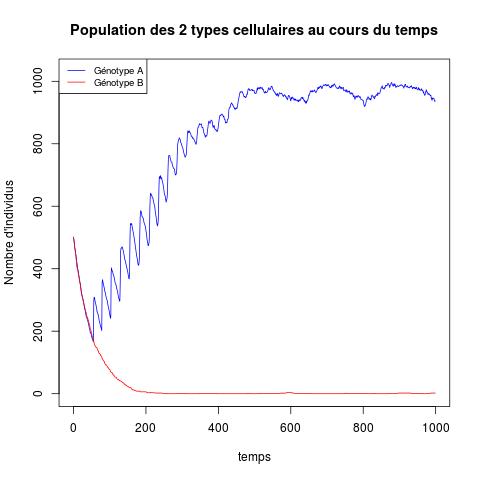 Population des 2 types cellulaires au cours du temps
Génotype A
Génotype B
Nombre d'individus
1000
800
600
400
200
0
0 200 400 600 800 1000
temps